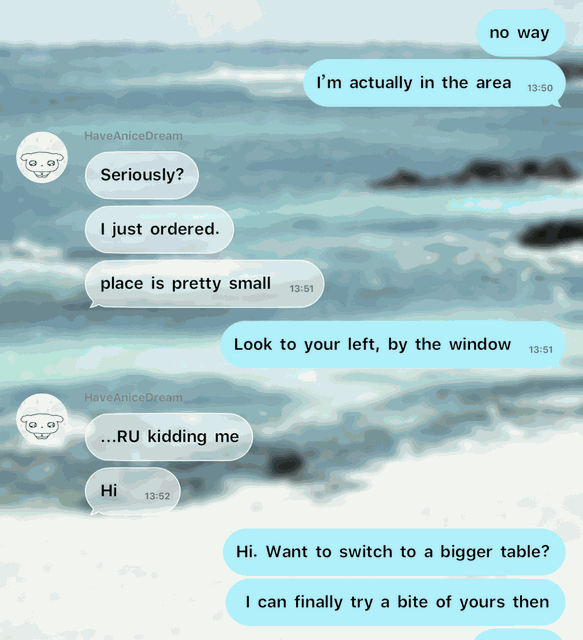 no way
I'm actually in the area 13:50
HaveAniceDream
Seriously?
I just ordered.
place is pretty small 13:51
Look to your left, by the window 13:51
HaveAniceDream
...RU kidding me
Hi 13:52
Hi. Want to switch to a bigger table?
I can finally try a bite of yours then